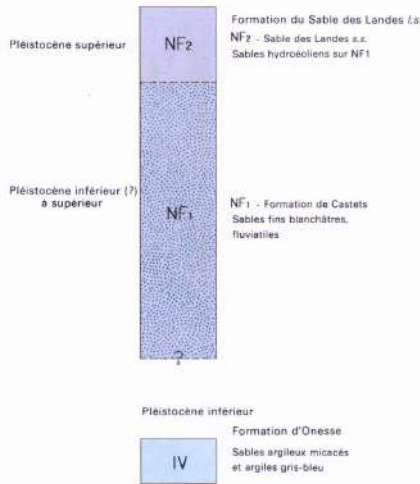 Formation du Sable des Landes l.s.
Pléistocène supérieur
NF2
NF2 - Sable des Landes s.s.
Sables hydroéoliens sur NF1
Pléistocène inférieur (?)
à supérieur
NF1
NF1 - Formation de Castets
Sables fins blanchâtres,
fluviatiles
?
Pléistocène inférieur
Formation d'Onesse
IV
Sables argileux micacés
et argiles gris-bleu